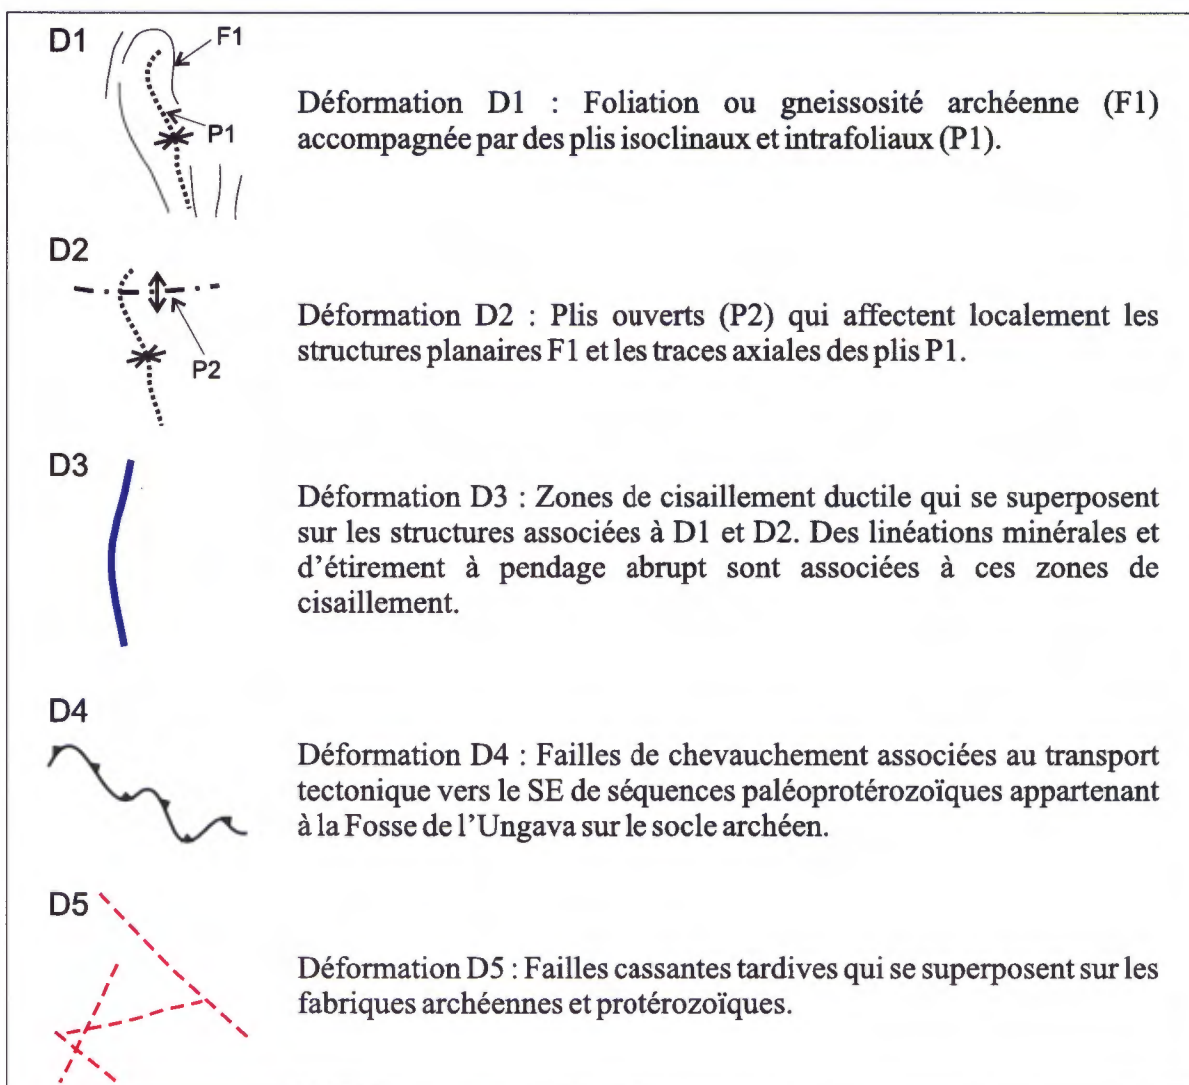 D1
F1
P1
Déformation D1 : Foliation ou gneissosité archéenne (F1)
accompagnée par des plis isoclinaux et intrafoliaux (P1).
D2
P2
Déformation D2 : Plis ouverts (P2) qui affectent localement les
structures planaires F1 et les traces axiales des plis P1.
D3
Déformation D3 : Zones de cisaillement ductile qui se superposent
sur les structures associées à D1 et D2. Des linéations minérales et
d'étirement à pendage abrupt sont associées à ces zones de
cisaillement.
D4
Déformation D4 : Failles de chevauchement associées au transport
tectonique vers le SE de séquences paléoprotérozoïques appartenant
à la Fosse de l'Ungava sur le socle archéen.
D5
Déformation D5 : Failles cassantes tardives qui se superposent sur les
fabriques archéennes et protérozoïques.